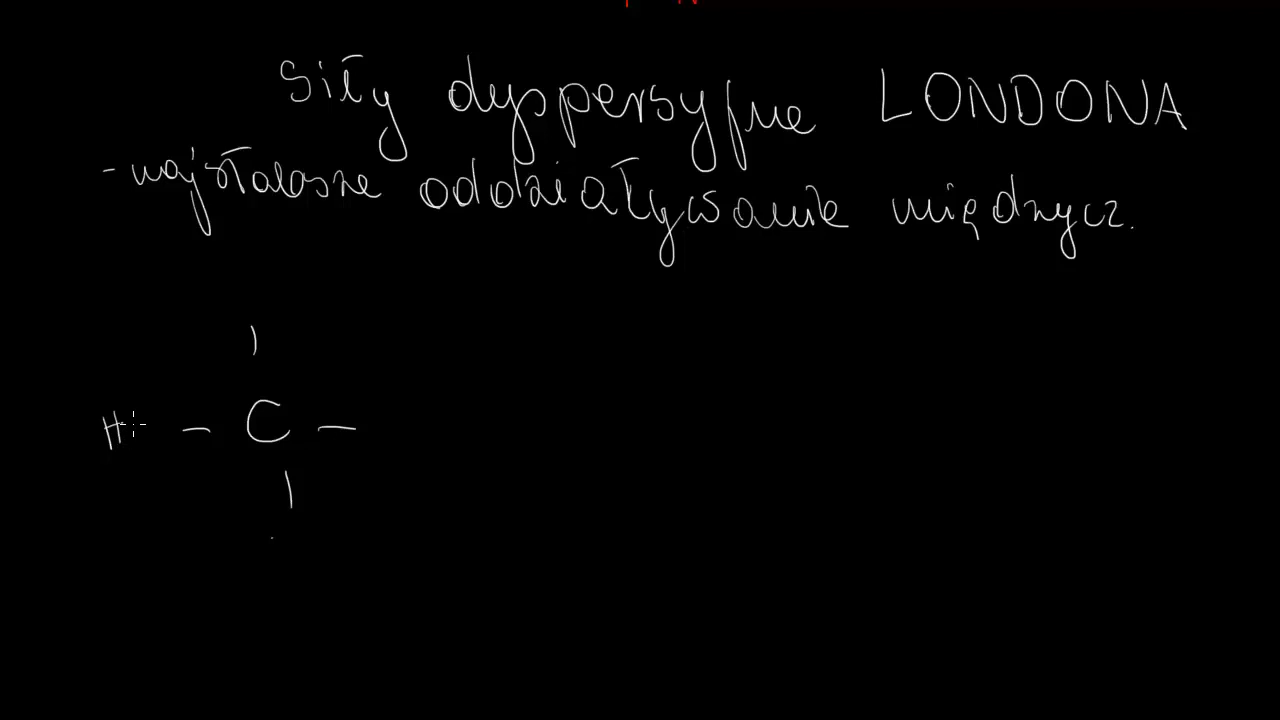 Siły dyspersyjne LONDONA
- najsłabsze oddziaływanie międzycz.
H - C -